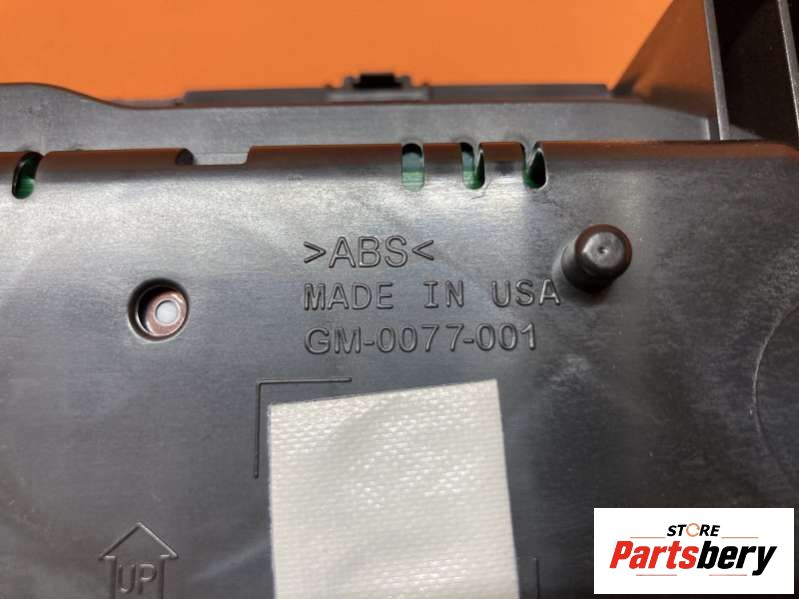 >ABS<
MADE IN USA
GM-0077-001
UP
STORE
Partsbery